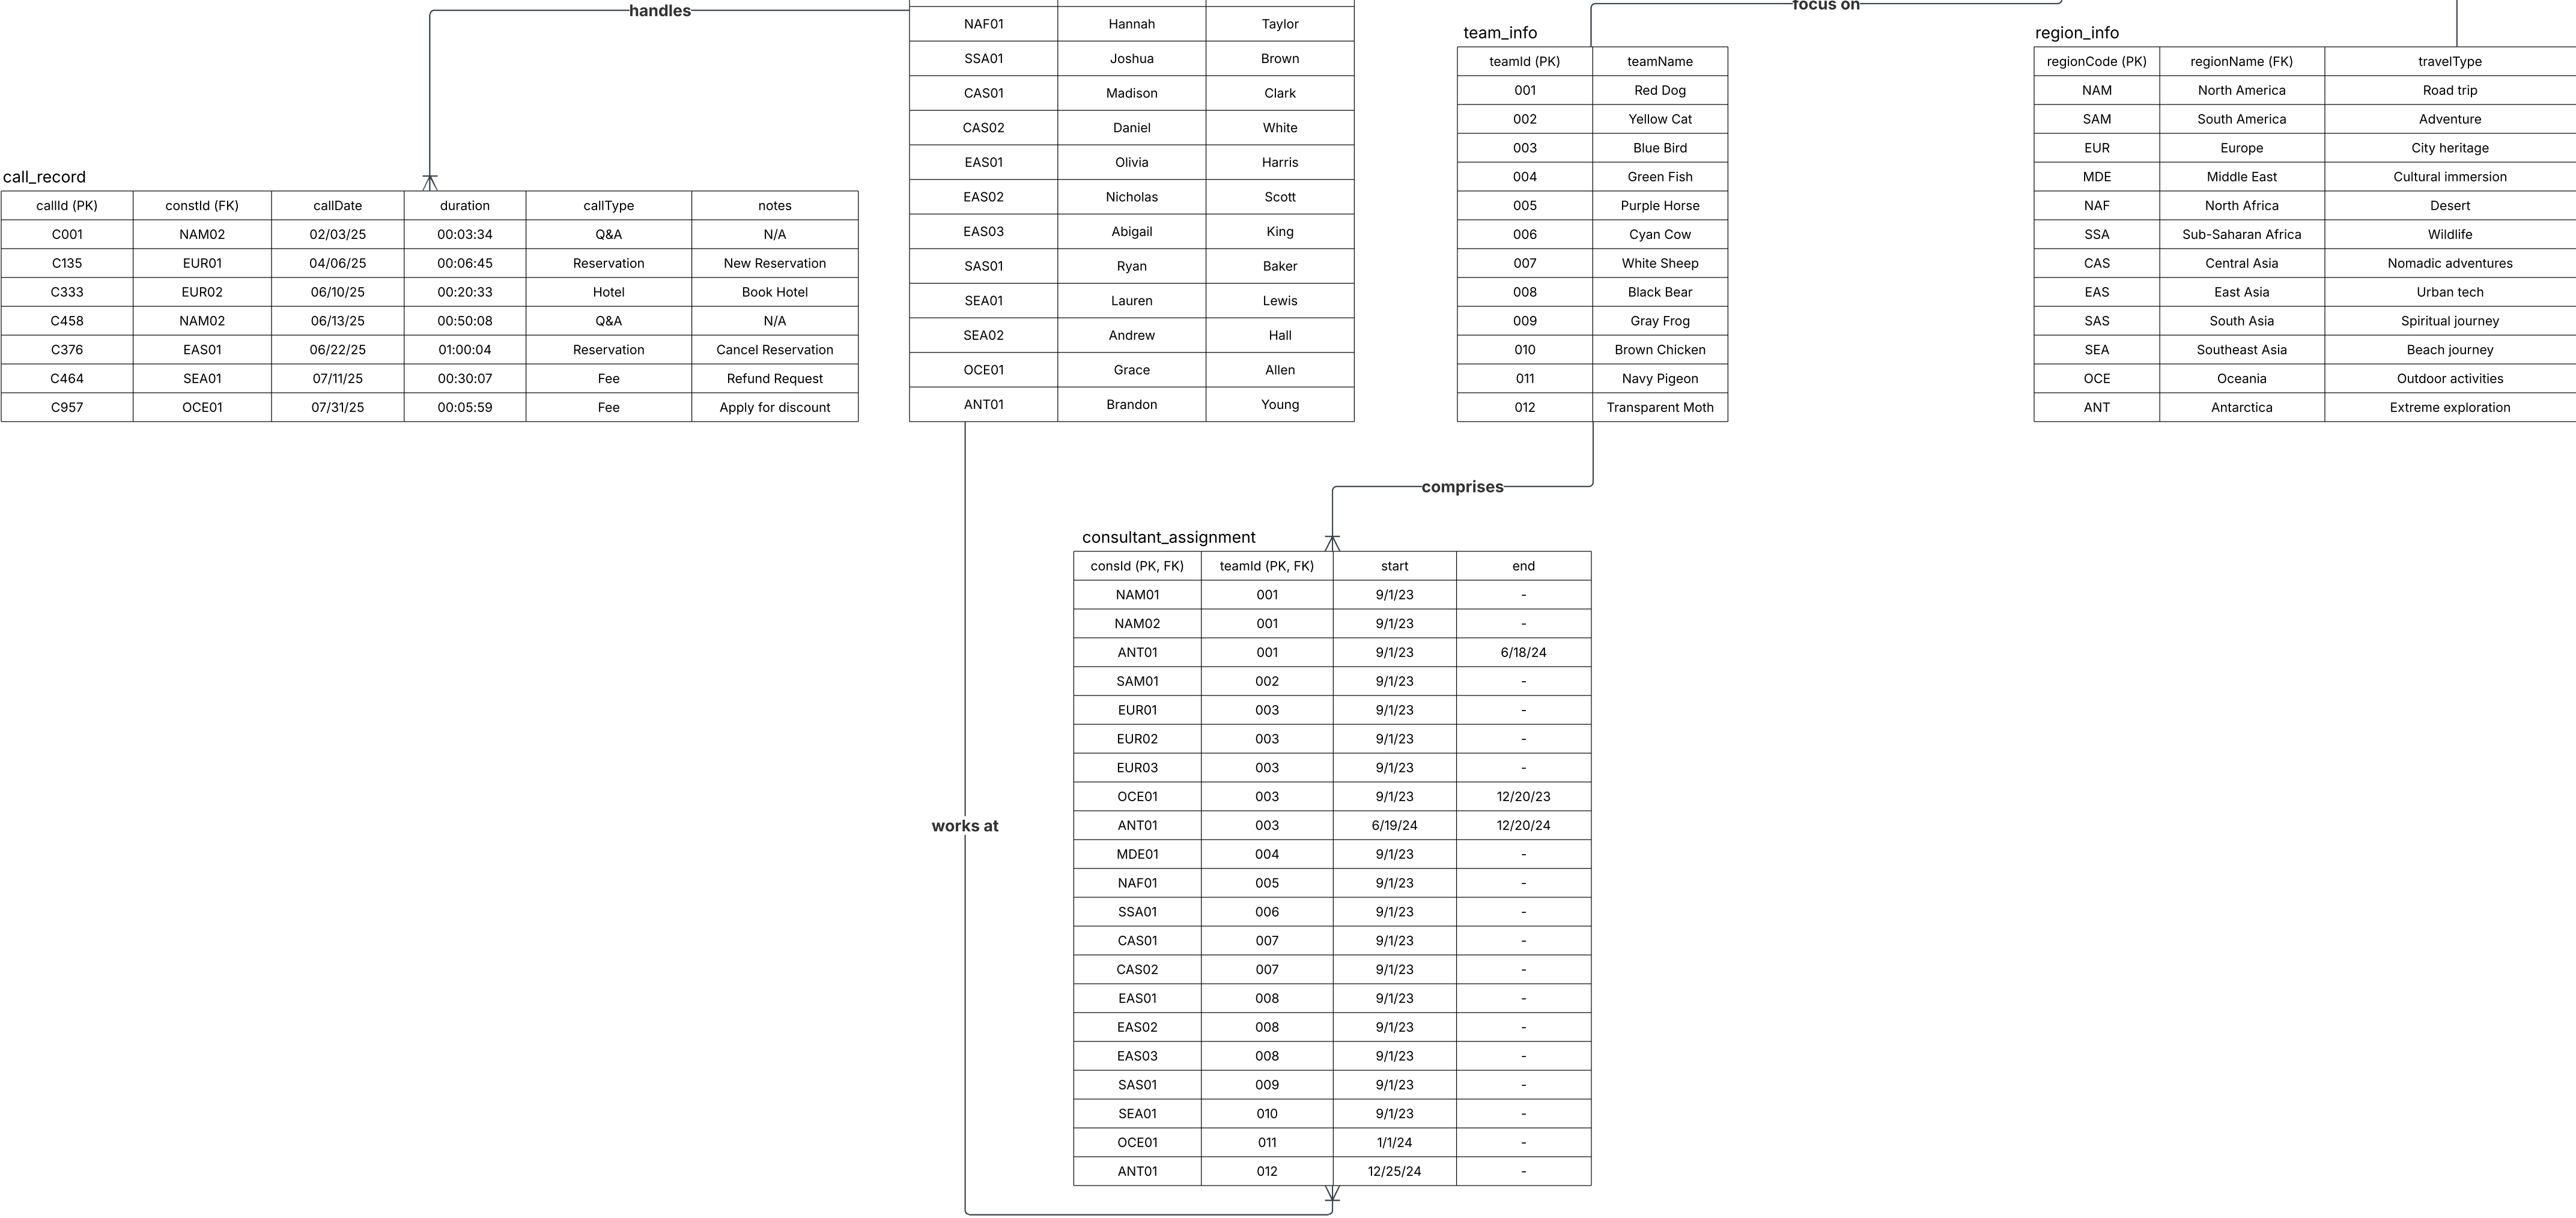 handles
focus on
NAF01 Hannah Taylor
SSA01 Joshua Brown
CAS01 Madison Clark
CAS02 Daniel White
EAS01 Olivia Harris
EAS02 Nicholas Scott
EAS03 Abigail King
SAS01 Ryan Baker
SEA01 Lauren Lewis
SEA02 Andrew Hall
OCE01 Grace Allen
ANT01 Brandon Young
team_info
teamId (PK) teamName
001 Red Dog
002 Yellow Cat
003 Blue Bird
004 Green Fish
005 Purple Horse
006 Cyan Cow
007 White Sheep
008 Black Bear
009 Gray Frog
010 Brown Chicken
011 Navy Pigeon
012 Transparent Moth
region_info
regionCode (PK) regionName (FK) travelType
NAM North America Road trip
SAM South America Adventure
EUR Europe City heritage
MDE Middle East Cultural immersion
NAF North Africa Desert
SSA Sub-Saharan Africa Wildlife
CAS Central Asia Nomadic adventures
EAS East Asia Urban tech
SAS South Asia Spiritual journey
SEA Southeast Asia Beach journey
OCE Oceania Outdoor activities
ANT Antarctica Extreme exploration
call_record
callId (PK) constId (FK) callDate duration callType notes
C001 NAM02 02/03/25 00:03:34 Q&A N/A
C135 EUR01 04/06/25 00:06:45 Reservation New Reservation
C333 EUR02 06/10/25 00:20:33 Hotel Book Hotel
C458 NAM02 06/13/25 00:50:08 Q&A N/A
C376 EAS01 06/22/25 01:00:04 Reservation Cancel Reservation
C464 SEA01 07/11/25 00:30:07 Fee Refund Request
C957 OCE01 07/31/25 00:05:59 Fee Apply for discount
comprises
consultant_assignment
consId (PK, FK) teamId (PK, FK) start end
NAM01 001 9/1/23 -
NAM02 001 9/1/23 -
ANT01 001 9/1/23 6/18/24
SAM01 002 9/1/23 -
EUR01 003 9/1/23 -
EUR02 003 9/1/23 -
EUR03 003 9/1/23 -
OCE01 003 9/1/23 12/20/23
ANT01 003 6/19/24 12/20/24
MDE01 004 9/1/23 -
NAF01 005 9/1/23 -
SSA01 006 9/1/23 -
CAS01 007 9/1/23 -
CAS02 007 9/1/23 -
EAS01 008 9/1/23 -
EAS02 008 9/1/23 -
EAS03 008 9/1/23 -
SAS01 009 9/1/23 -
SEA01 010 9/1/23 -
OCE01 011 1/1/24 -
ANT01 012 12/25/24 -
works at